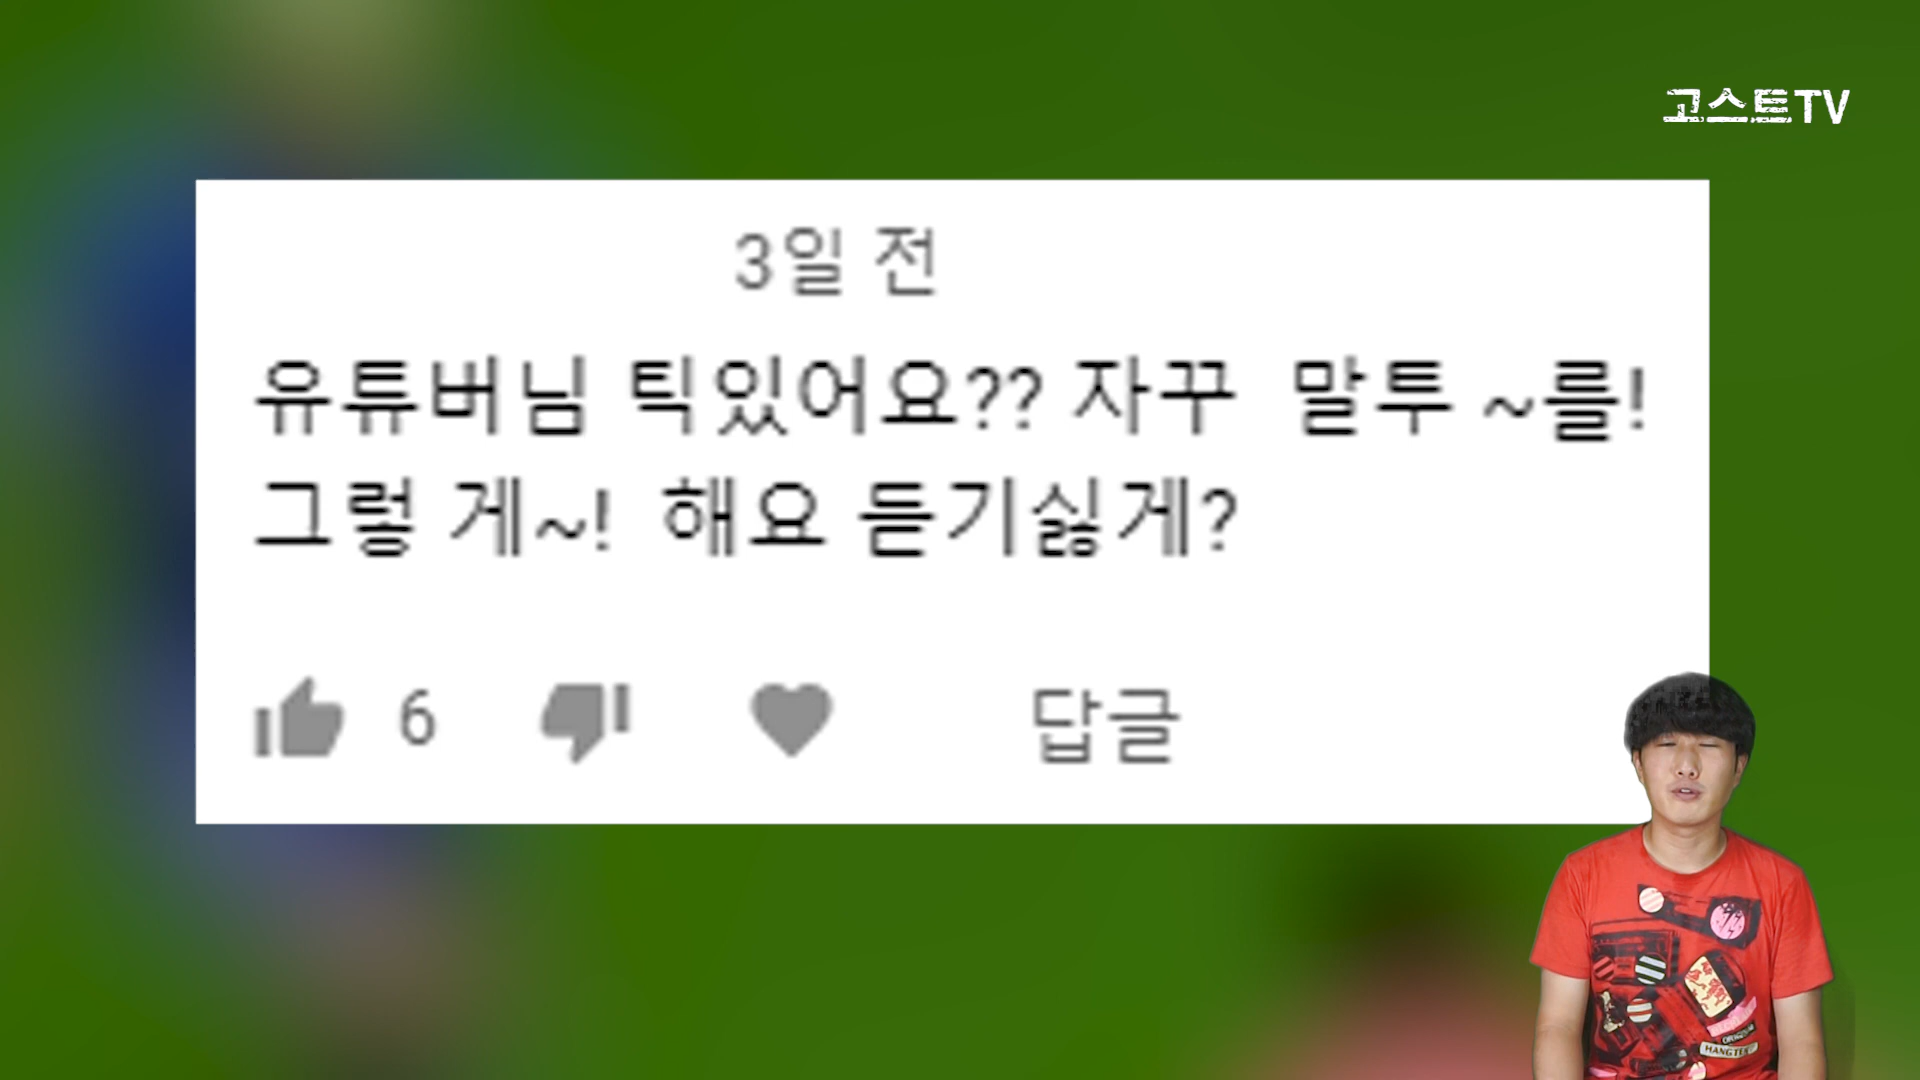 고스트TV
3일 전
유튜버님 틱있어요?? 자꾸  말투 ~를!
그렇 게~!  해요 듣기싫게?
6
답글
HANGTEN